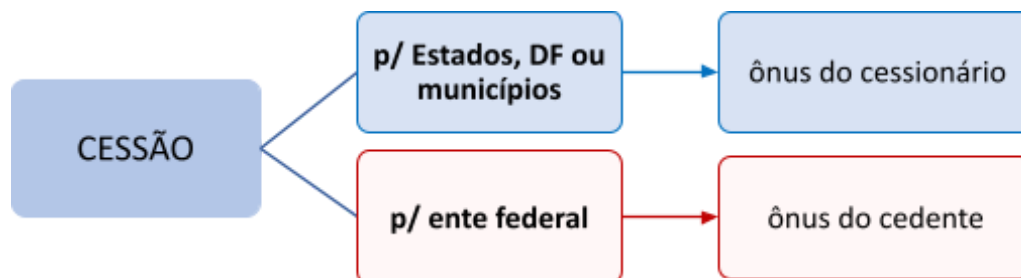 CESSÃO
p/ Estados, DF ou
municípios
ônus do cessionário
p/ ente federal
ônus do cedente